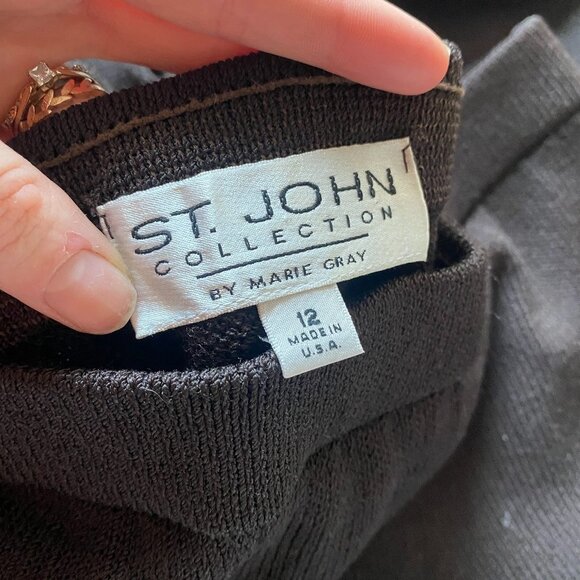 ST. JOHN
COLLECTION
BY MARIE GRAY
12
MADE IN
U.S.A.